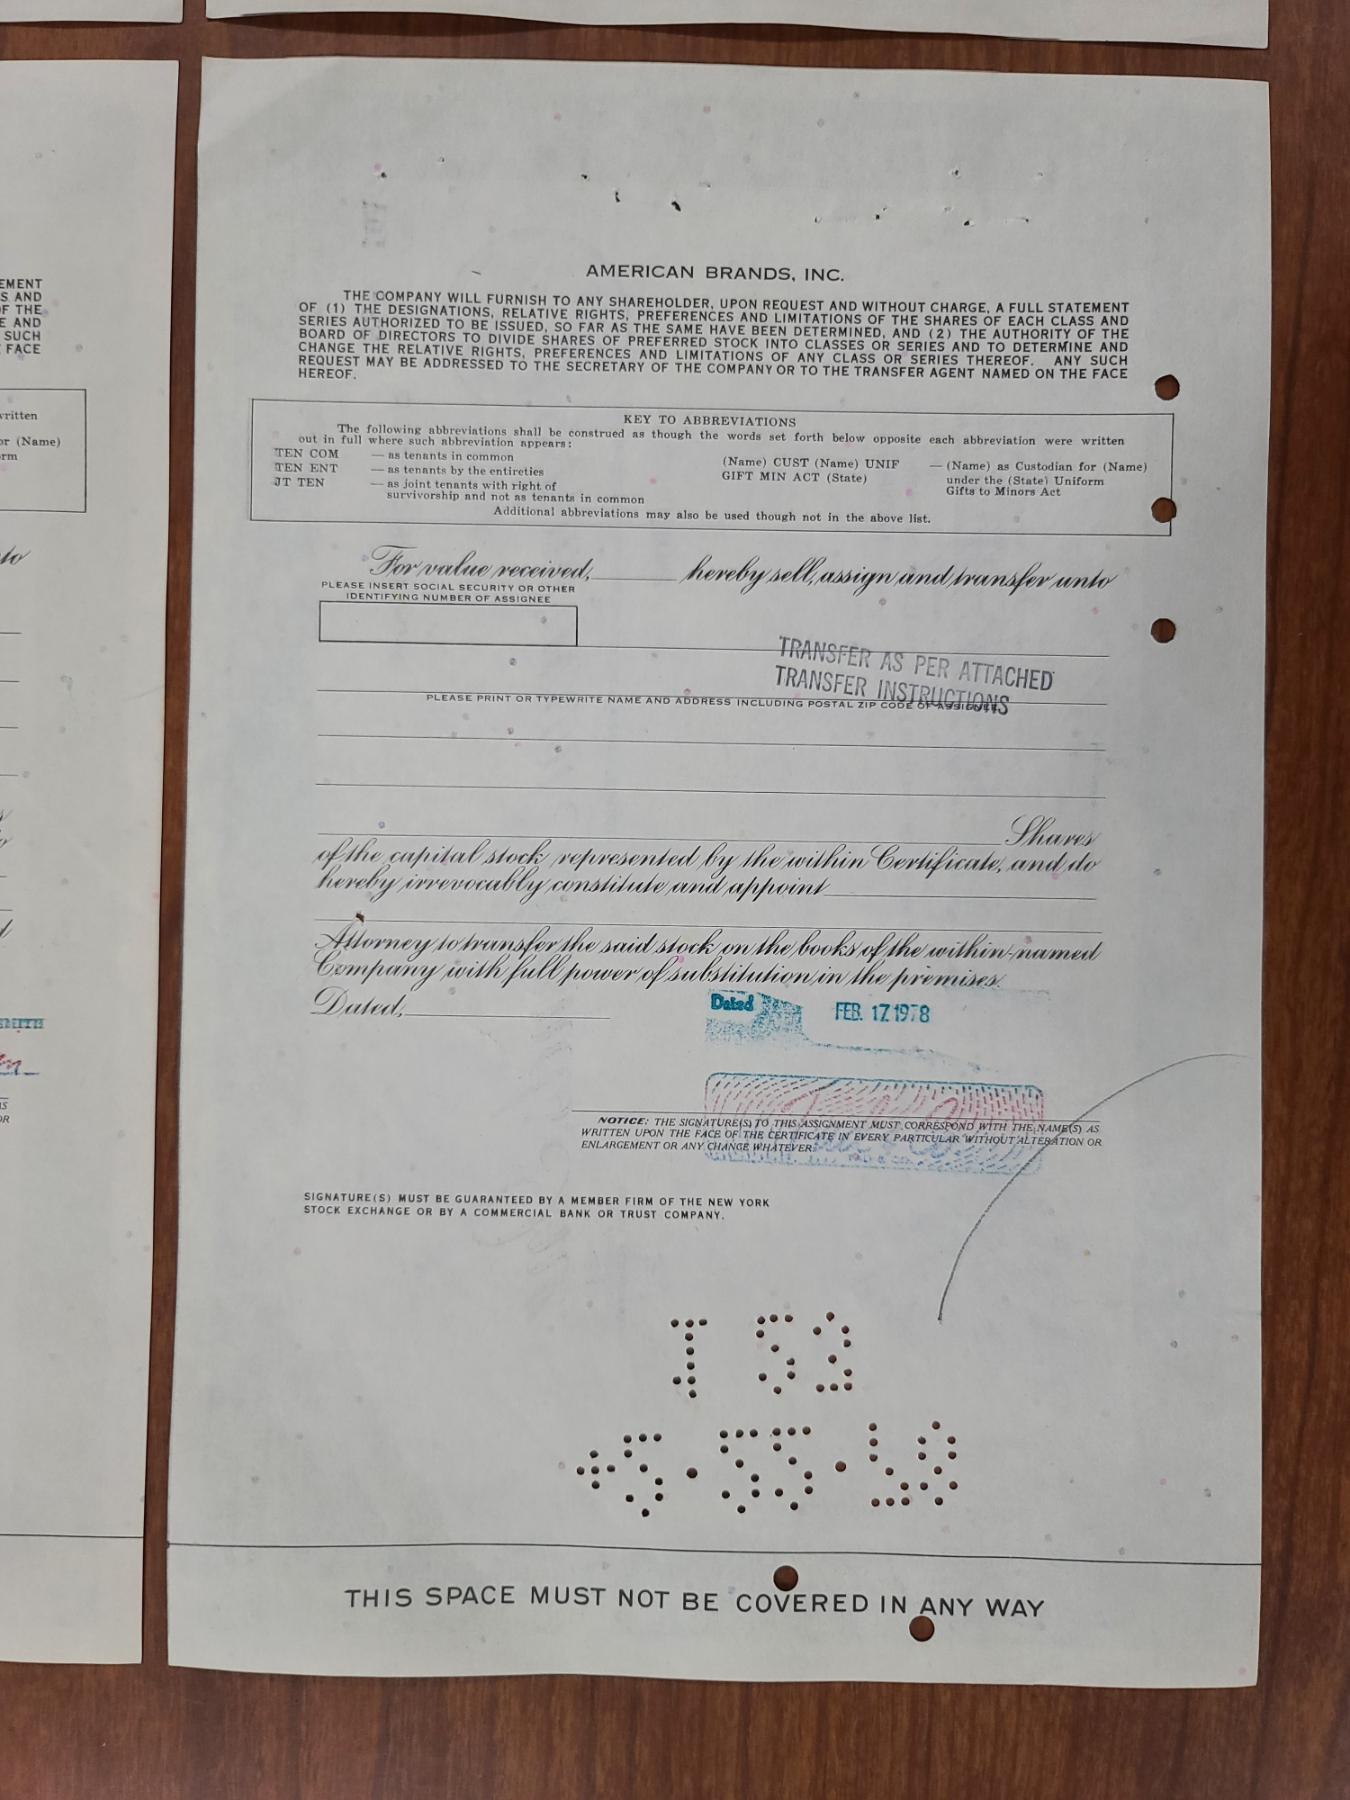 EMENT
S AND
F THE
E AND
SUCH
FACE
written
or (Name)
AMERICAN BRANDS, INC.
THE COMPANY WILL FURNISH TO ANY SHAREHOLDER, UPON REQUEST AND WITHOUT CHARGE, A FULL STATEMENT
OF (1) THE DESIGNATIONS, RELATIVE RIGHTS, PREFERENCES AND LIMITATIONS OF THE SHARES OF EACH CLASS AND
SERIES AUTHORIZED TO BE ISSUED, SO FAR AS THE SAME HAVE BEEN DETERMINED, AND (2) THE AUTHORITY OF THE
BOARD OF DIRECTORS TO DIVIDE SHARES OF PREFERRED STOCK INTO CLASSES OR SERIES AND TO DETERMINE AND
CHANGE THE RELATIVE RIGHTS, PREFERENCES AND LIMITATIONS OF ANY CLASS OR SERIES THEREOF. ANY SUCH
REQUEST MAY BE ADDRESSED TO THE SECRETARY OF THE COMPANY OR TO THE TRANSFER AGENT NAMED ON THE FACE
HEREOF.
KEY TO ABBREVIATIONS
The following abbreviations shall be construed as though the words set forth below opposite each abbreviation were written
out in full where such abbreviation appears:
TEN COM — as tenants in common
TEN ENT — as tenants by the entireties
JT TEN — as joint tenants with right of
survivorship and not as tenants in common
(Name) CUST (Name) UNIF — (Name) as Custodian for (Name)
GIFT MIN ACT (State) under the (State) Uniform
Gifts to Minors Act
Additional abbreviations may also be used though not in the above list.
For value received, hereby sell, assign and transfer unto
PLEASE INSERT SOCIAL SECURITY OR OTHER
IDENTIFYING NUMBER OF ASSIGNEE
TRANSFER AS PER ATTACHED
TRANSFER INSTRUCTIONS
PLEASE PRINT OR TYPEWRITE NAME AND ADDRESS INCLUDING POSTAL ZIP CODE OF ASSIGNEE
Shares
of the capital stock represented by the within Certificate, and do
hereby irrevocably constitute and appoint
Attorney to transfer the said stock on the books of the within-named
Company with full power of substitution in the premises.
Dated,
Dated FEB. 17 1978
NOTICE: THE SIGNATURE(S) TO THIS ASSIGNMENT MUST CORRESPOND WITH THE NAME(S) AS
WRITTEN UPON THE FACE OF THE CERTIFICATE IN EVERY PARTICULAR WITHOUT ALTERATION OR
ENLARGEMENT OR ANY CHANGE WHATEVER.
SIGNATURE(S) MUST BE GUARANTEED BY A MEMBER FIRM OF THE NEW YORK
STOCK EXCHANGE OR BY A COMMERCIAL BANK OR TRUST COMPANY.
THIS SPACE MUST NOT BE COVERED IN ANY WAY